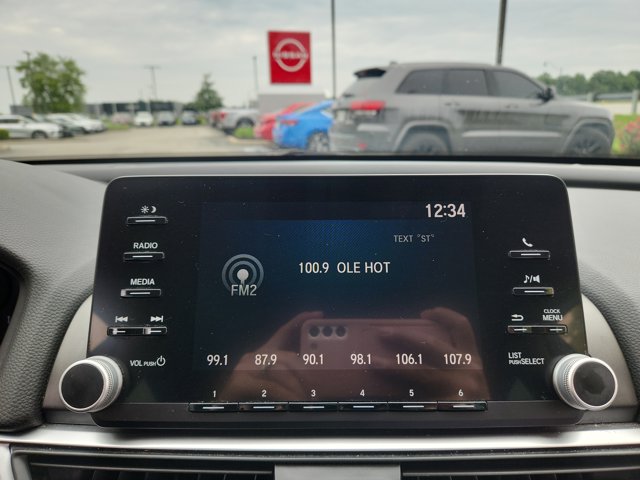 NISSAN
12:34
TEXT "ST"
100.9 OLE HOT
FM2
99.1 87.9 90.1 98.1 106.1 107.9
1 2 3 4 5 6
RADIO
MEDIA
VOL PUSH
CLOCK
MENU
LIST
PUSH SELECT